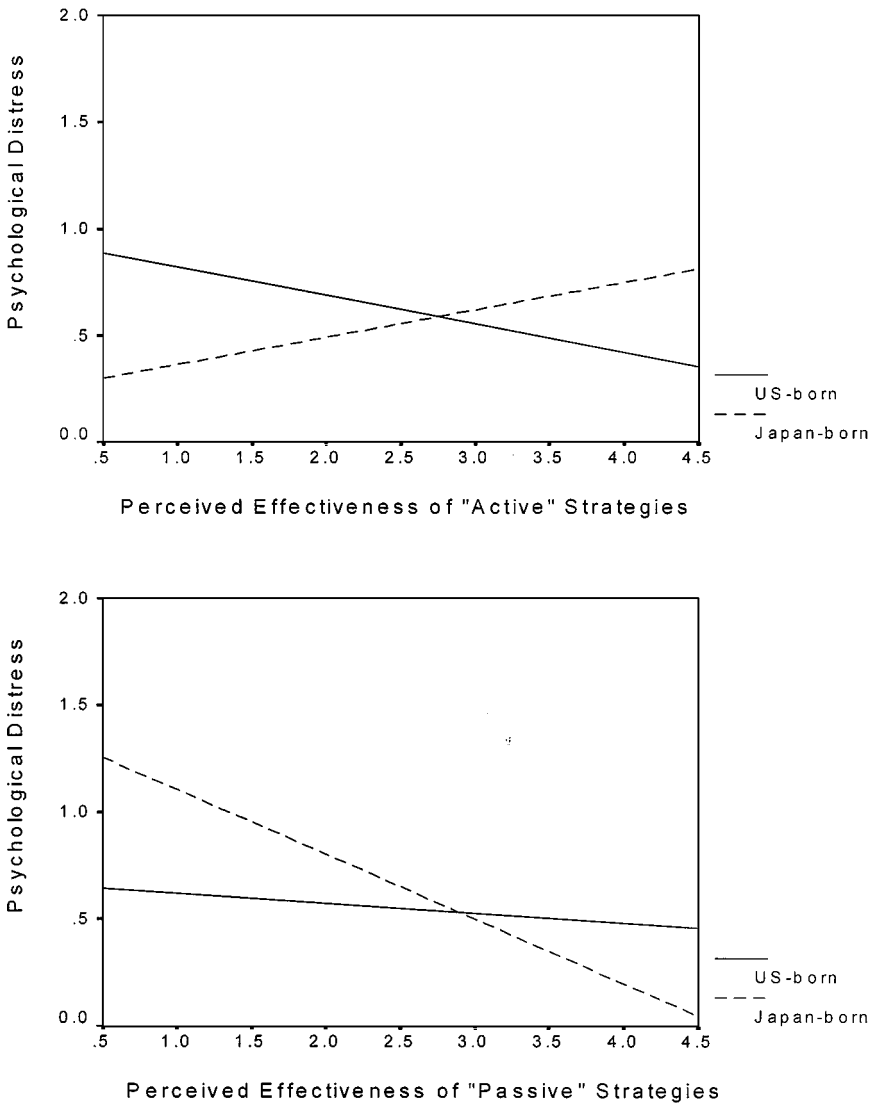 Psychological Distress
2.0
1.5
1.0
.5
0.0
.5 1.0 1.5 2.0 2.5 3.0 3.5 4.0 4.5
US-born
Japan-born
Perceived Effectiveness of "Active" Strategies
Psychological Distress
2.0
1.5
1.0
.5
0.0
.5 1.0 1.5 2.0 2.5 3.0 3.5 4.0 4.5
US-born
Japan-born
Perceived Effectiveness of "Passive" Strategies